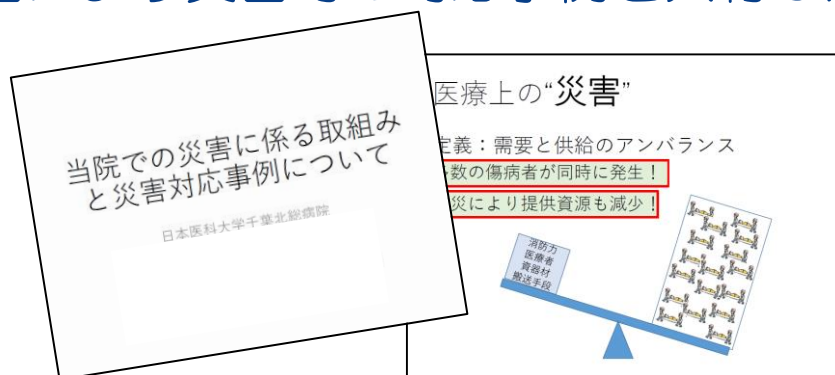 当院での災害に係る取組み
と災害対応事例について
日本医科大学千葉北総病院
医療上の“災害”
義：需要と供給のアンバランス
数の傷病者が同時に発生！
災により提供資源も減少！
消防力
医療者
資器材
搬送手段